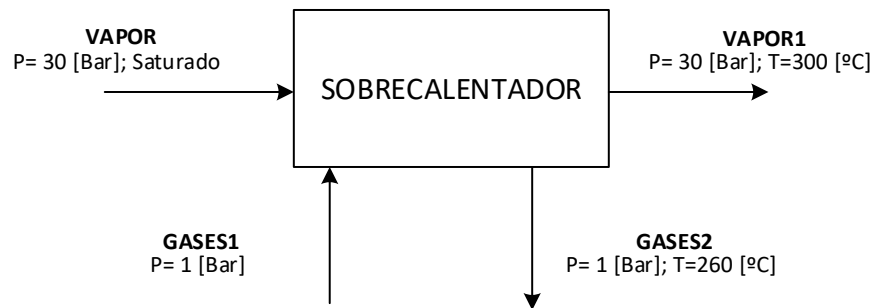 VAPOR
P= 30 [Bar]; Saturado
VAPOR1
P= 30 [Bar]; T=300 [ºC]
SOBRECALENTADOR
GASES1
P= 1 [Bar]
GASES2
P= 1 [Bar]; T=260 [ºC]